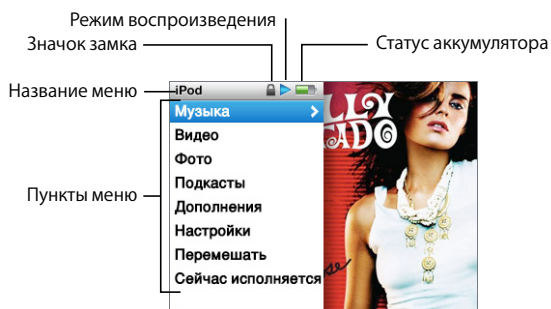 Режим воспроизведения
Значок замка
Статус аккумулятора
Название меню
iPod
Музыка
Видео
Фото
Подкасты
Дополнения
Настройки
Перемешать
Сейчас исполняется
Пункты меню